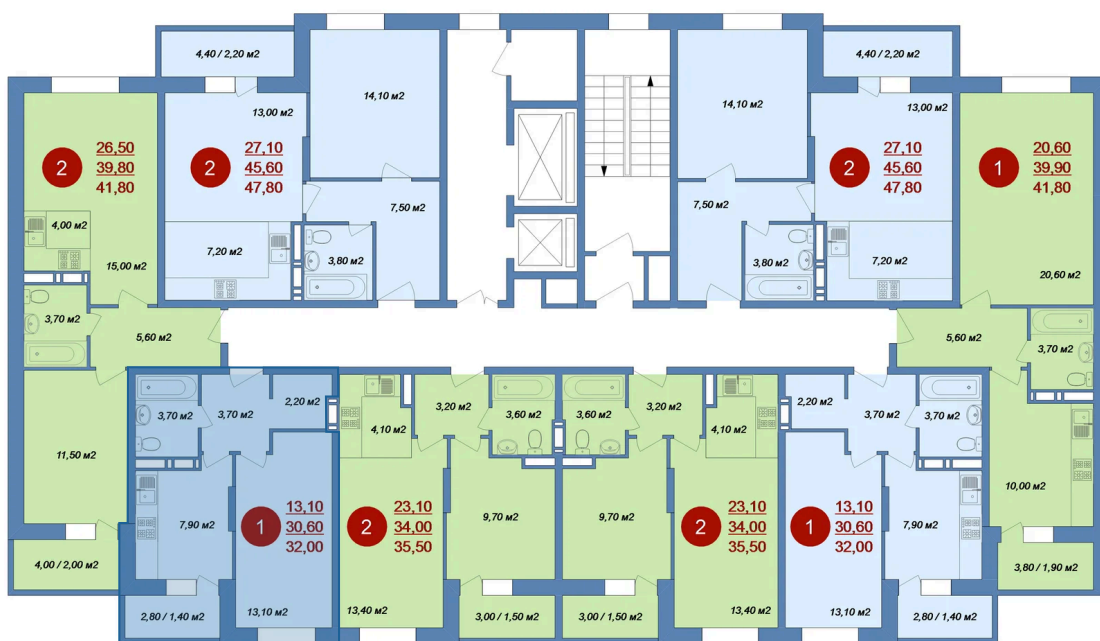 4,40 / 2,20 м2
14,10 м2
13,00 м2
2
27,10
45,60
47,80
7,50 м2
7,20 м2
3,80 м2
2
26,50
39,80
41,80
4,00 м2
15,00 м2
3,70 м2
5,60 м2
11,50 м2
4,00 / 2,00 м2
14,10 м2
4,40 / 2,20 м2
13,00 м2
2
27,10
45,60
47,80
7,50 м2
3,80 м2
7,20 м2
1
20,60
39,90
41,80
20,60 м2
5,60 м2
3,70 м2
10,00 м2
3,80 / 1,90 м2
3,70 м2
3,70 м2
2,20 м2
7,90 м2
1
13,10
30,60
32,00
13,10 м2
2,80 / 1,40 м2
4,10 м2
3,20 м2
3,60 м2
2
23,10
34,00
35,50
9,70 м2
13,40 м2
3,00 / 1,50 м2
3,60 м2
3,20 м2
4,10 м2
9,70 м2
2
23,10
34,00
35,50
3,00 / 1,50 м2
13,40 м2
2,20 м2
3,70 м2
3,70 м2
1
13,10
30,60
32,00
7,90 м2
13,10 м2
2,80 / 1,40 м2